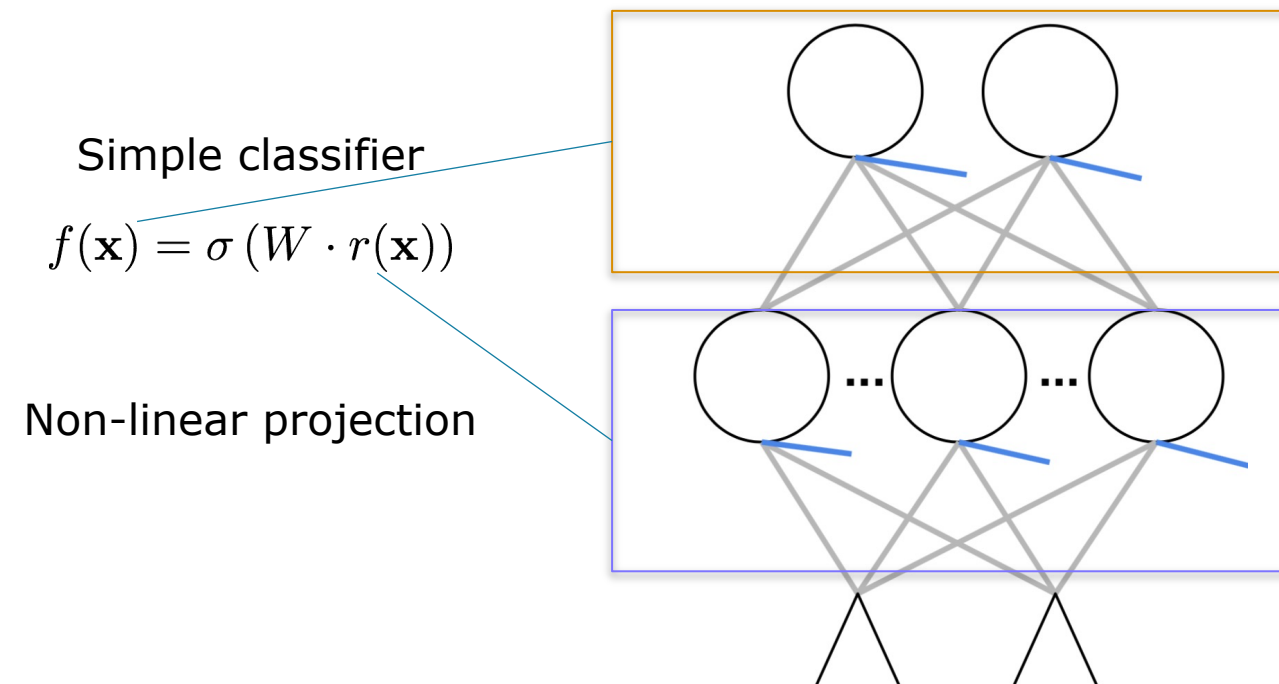 Simple classifier
f(x) = σ (W · r(x))
... ...
Non-linear projection